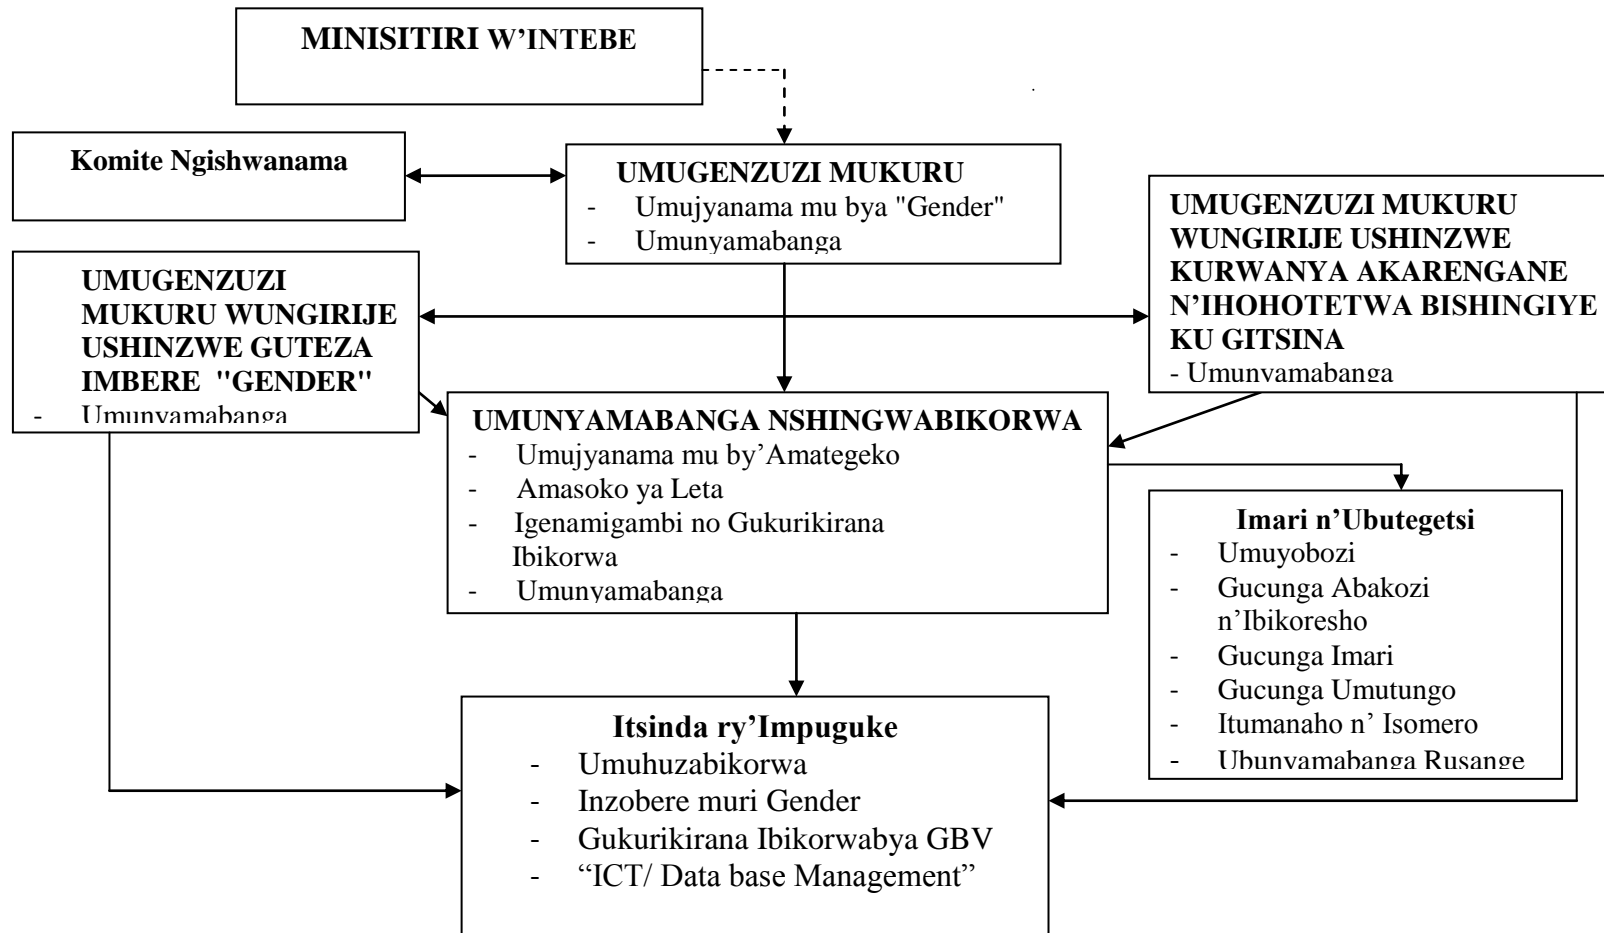 MINISITIRI W’INTEBE
Komite Ngishwanama
UMUGENZUZI MUKURU
- Umujyanama mu bya "Gender"
- Umunyamabanga
UMUGENZUZI
MUKURU WUNGIRIJE
USHINZWE GUTEZA
IMBERE "GENDER"
- Umunyamabanga
UMUGENZUZI MUKURU
WUNGIRIJE USHINZWE
KURWANYA AKARENGANE
N’IHOHOTETWA BISHINGIYE
KU GITSINA
- Umunyamabanga
UMUNYAMABANGA NSHINGWABIKORWA
- Umujyanama mu by’Amategeko
- Amasoko ya Leta
- Igenamigambi no Gukurikirana
Ibikorwa
- Umunyamabanga
Imari n’Ubutegetsi
- Umuyobozi
- Gucunga Abakozi
n’Ibikoresho
- Gucunga Imari
- Gucunga Umutungo
- Itumanaho n’ Isomero
- Ubunyamabanga Rusange
Itsinda ry’Impuguke
- Umuhuzabikorwa
- Inzobere muri Gender
- Gukurikirana Ibikorwabya GBV
- “ICT/ Data base Management”